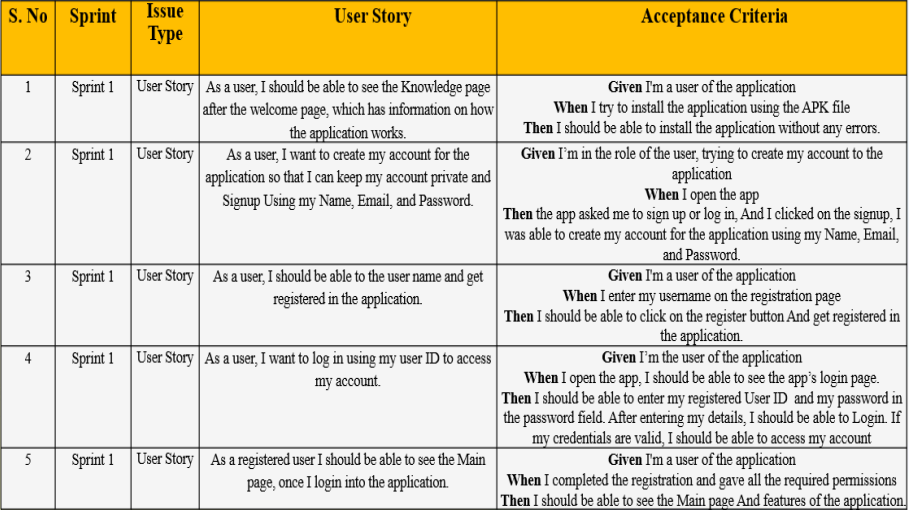 S. No Sprint Issue Type User Story Acceptance Criteria
1 Sprint 1 User Story
As a user, I should be able to see the Knowledge page
after the welcome page, which has information on how
the application works.
Given I'm a user of the application
When I try to install the application using the APK file
Then I should be able to install the application without any errors.
2 Sprint 1 User Story
As a user, I want to create my account for the
application so that I can keep my account private and
Signup Using my Name, Email, and Password.
Given I’m in the role of the user, trying to create my account to the
application
When I open the app
Then the app asked me to sign up or log in, And I clicked on the signup, I
was able to create my account for the application using my Name, Email,
and Password.
3 Sprint 1 User Story
As a user, I should be able to the user name and get
registered in the application.
Given I'm a user of the application
When I enter my username on the registration page
Then I should be able to click on the register button And get registered in
the application.
4 Sprint 1 User Story
As a user, I want to log in using my user ID to access
my account.
Given I’m the user of the application
When I open the app, I should be able to see the app’s login page.
Then I should be able to enter my registered User ID and my password in
the password field. After entering my details, I should be able to Login. If
my credentials are valid, I should be able to access my account
5 Sprint 1 User Story
As a registered user I should be able to see the Main
page, once I login into the application.
Given I'm a user of the application
When I completed the registration and gave all the required permissions
Then I should be able to see the Main page And features of the application.